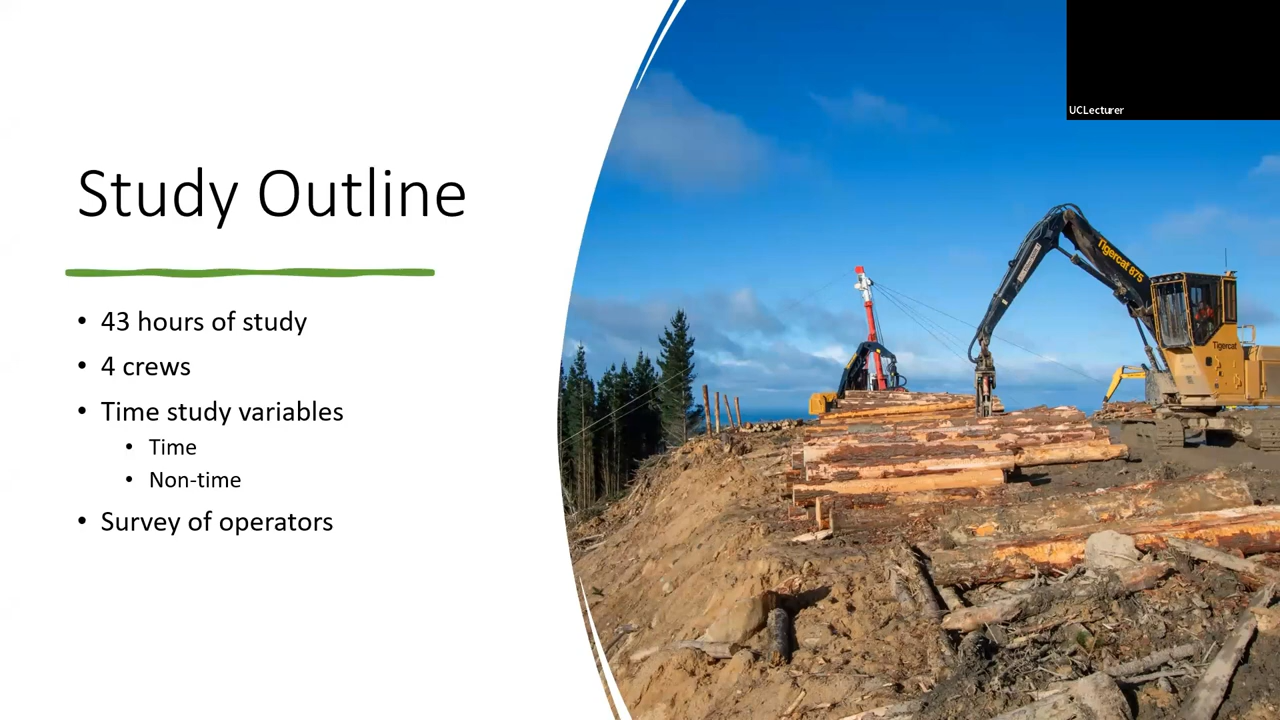 UCLecturer
Study Outline
• 43 hours of study
• 4 crews
• Time study variables
• Time
• Non-time
• Survey of operators
Tigercat 875
Tigercat